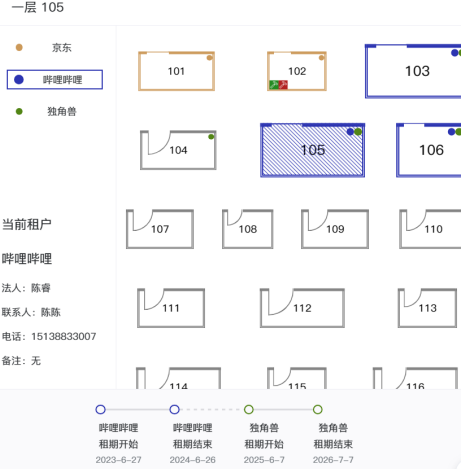 一层 105
京东
哔哩哔哩
独角兽
101
102
103
104
105
106
107
108
109
110
111
112
113
114
115
116
当前租户
哔哩哔哩
法人：陈睿
联系人：陈陈
电话：15138833007
备注：无
哔哩哔哩 哔哩哔哩 独角兽 独角兽
租期开始 租期结束 租期开始 租期结束
2023-6-27 2024-6-26 2025-6-7 2026-7-7